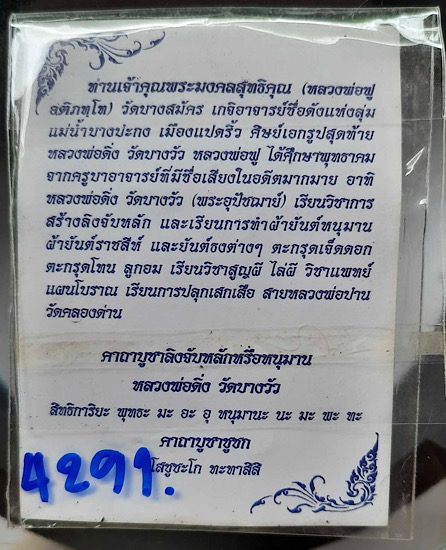 ท่านเจ้าคุณพระมงคลสุทธิคุณ (หลวงพ่อฟู
อติภทฺโท) วัดบางสมัคร เกจิอาจารย์ชื่อดังแห่งลุ่ม
แม่น้ำบางปะกง เมืองแปดริ้ว ศิษย์เอกรูปสุดท้าย
หลวงพ่อดิ่ง วัดบางวัว หลวงพ่อฟู ได้ศึกษาพุทธาคม
จากครูบาอาจารย์ที่มีชื่อเสียงในอดีตมากมาย อาทิ
หลวงพ่อดิ่ง วัดบางวัว (พระอุปัชฌาย์) เรียนวิชาการ
สร้างลิงจับหลัก และเรียนการทำผ้ายันต์หนุมาน
ผ้ายันต์ราชสีห์ และยันต์ธงต่างๆ ตะกรุดเจ็ดดอก
ตะกรุดโทน ลูกอม เรียนวิชาสูญผี ไล่ผี วิชาแพทย์
แผนโบราณ เรียนการปลุกเสกเสือ สายหลวงพ่อปาน
วัดคลองด่าน
คาถาบูชาลิงจับหลักหรือหนุมาน
หลวงพ่อดิ่ง วัดบางวัว
สิทธิการิยะ พุทธะ มะ อะ อุ หนุมานะ นะ มะ พะ ทะ
คาถาบูชาชูชก
โสชูชะโก ทะทาสิลิ
4291.